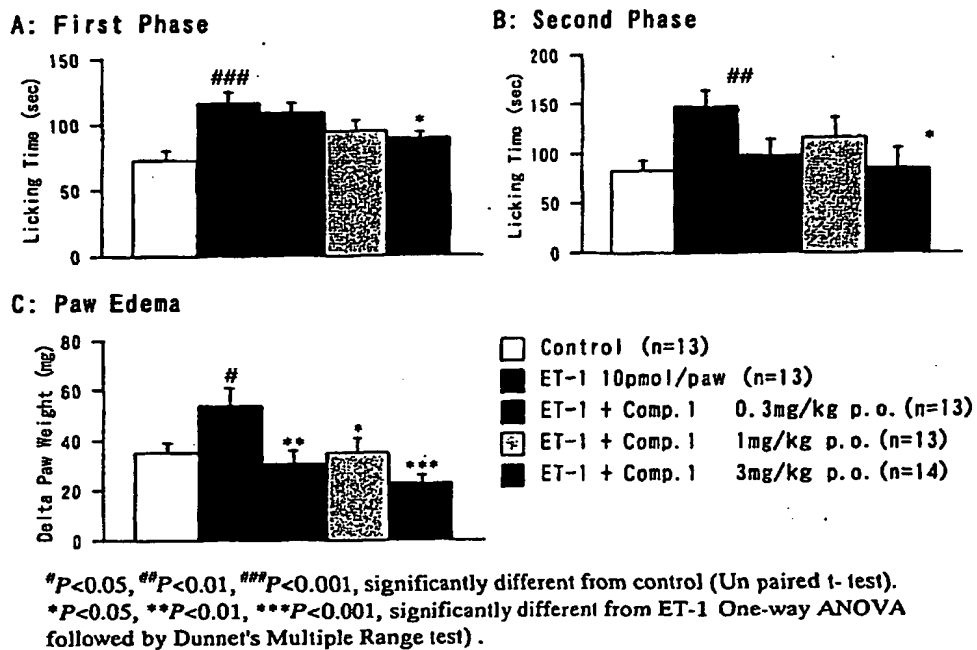 A: First Phase
Licking Time (sec)
150
100
50
0
###
*
B: Second Phase
Licking Time (sec)
200
150
100
50
0
##
*
C: Paw Edema
Delta Paw Weight (mg)
80
60
40
20
0
#
**
*
***
Control (n=13)
ET-1 10pmol/paw (n=13)
ET-1 + Comp.1 0.3mg/kg p.o.(n=13)
ET-1 + Comp.1 1mg/kg p.o.(n=13)
ET-1 + Comp.1 3mg/kg p.o.(n=14)
#P<0.05, ##P<0.01, ###P<0.001, significantly different from control (Un paired t- test).
*P<0.05, **P<0.01, ***P<0.001, significantly different from ET-1 One-way ANOVA
followed by Dunnet's Multiple Range test) .